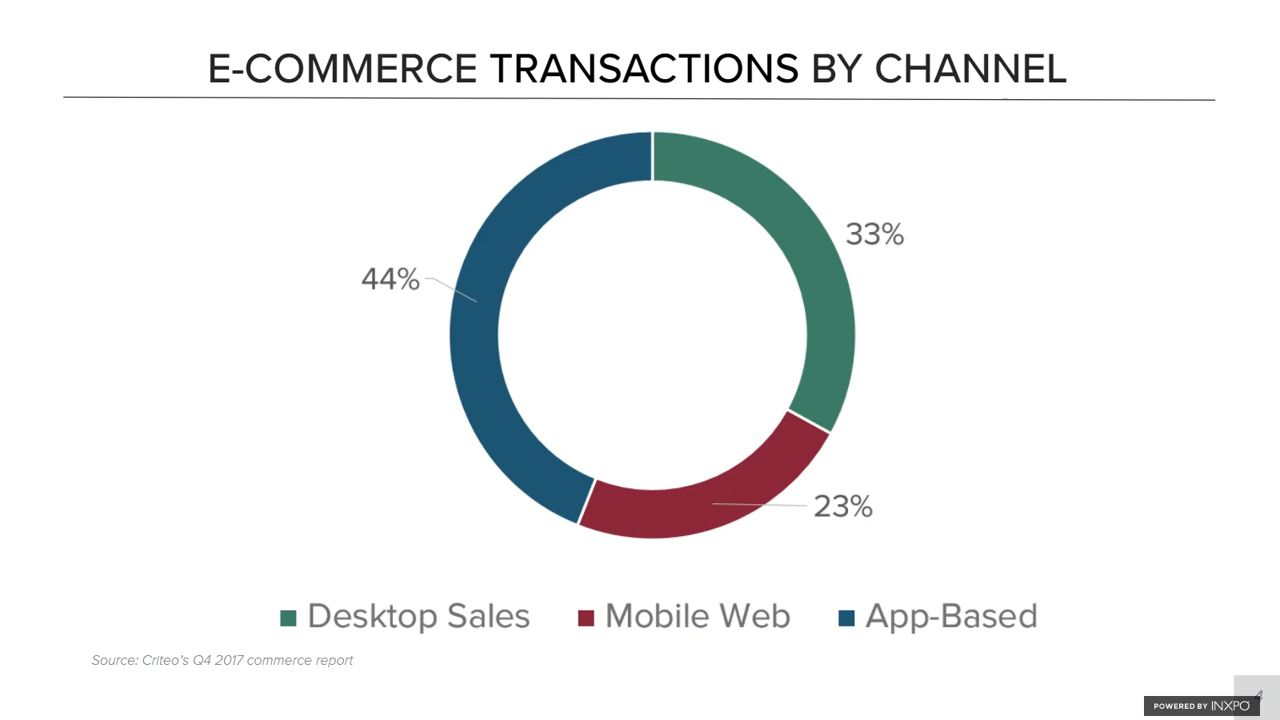 E-COMMERCE TRANSACTIONS BY CHANNEL
33%
44%
23%
Desktop Sales Mobile Web App-Based
Source: Criteo's Q4 2017 commerce report
4
POWERED BY INXPO